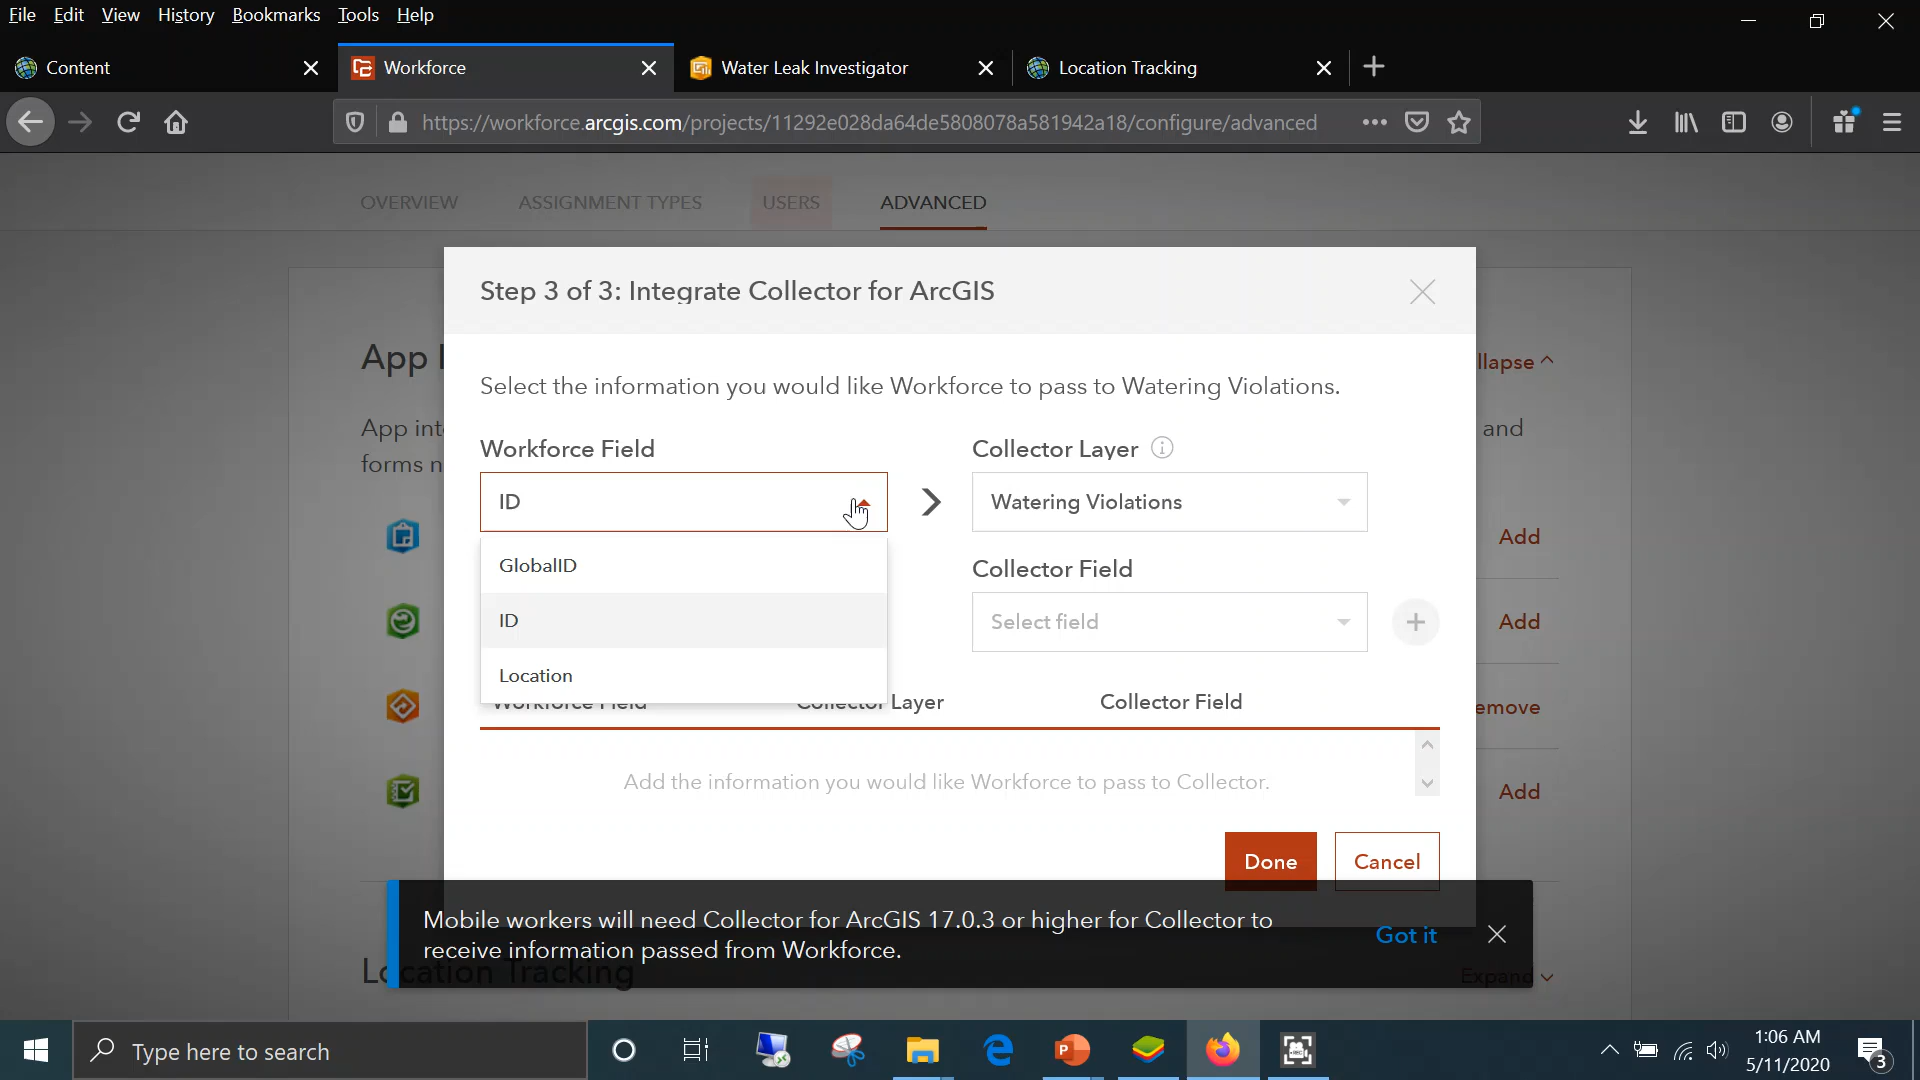 File Edit View History Bookmarks Tools Help
Content
Workforce
Water Leak Investigator
Location Tracking
https://workforce.arcgis.com/projects/11292e028da64de5808078a581942a18/configure/advanced
OVERVIEW ASSIGNMENT TYPES USERS ADVANCED
Step 3 of 3: Integrate Collector for ArcGIS
App
llapse
Select the information you would like Workforce to pass to Watering Violations.
App int
and
forms n
Workforce Field
Collector Layer
ID
Watering Violations
GlobalID
ID
Location
Collector Field
Select field
Add
Add
emove
Add
Workforce Field Collector Layer Collector Field
Add the information you would like Workforce to pass to Collector.
Done Cancel
Mobile workers will need Collector for ArcGIS 17.0.3 or higher for Collector to
receive information passed from Workforce.
Got it
Location Tracking
Expand
Type here to search
1:06 AM
5/11/2020
3